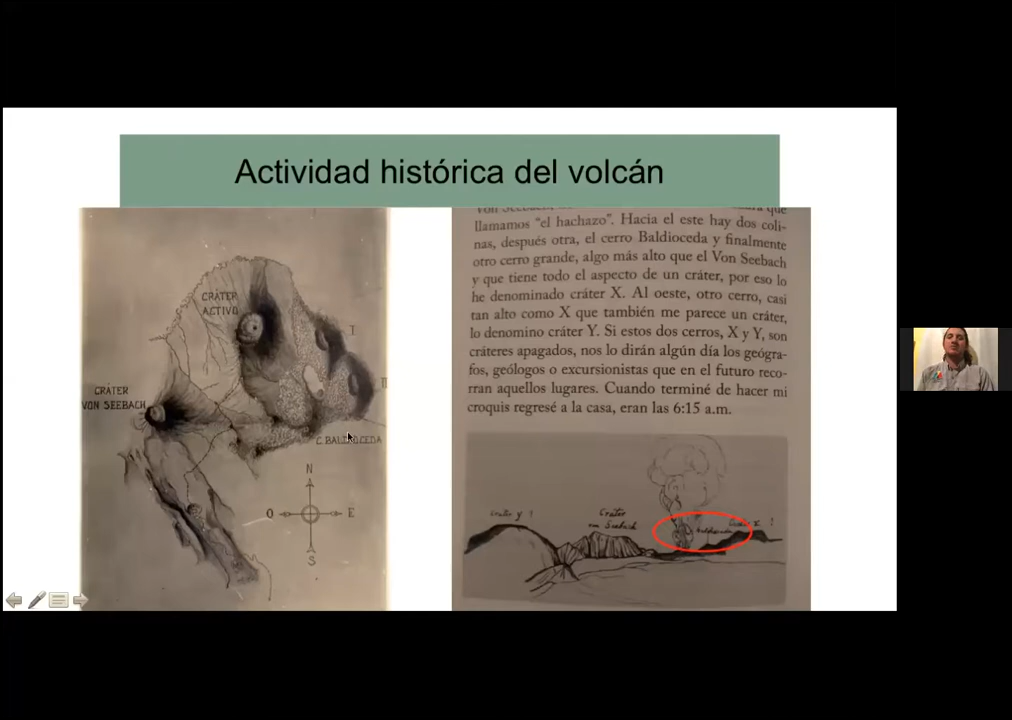 Actividad histórica del volcán
CRÁTER
ACTIVO
I
II
CRÁTER
VON SEEBACH
C. BALDIOCEDA
N
O E
S
llamamos "el hachazo". Hacia el este hay dos coli-
nas, después otra, el cerro Baldioceda y finalmente
otro cerro grande, algo más alto que el Von Seebach
y que tiene todo el aspecto de un cráter, por eso lo
he denominado cráter X. Al oeste, otro cerro, casi
tan alto como X que también me parece un cráter,
lo denomino cráter Y. Si estos dos cerros, X y Y, son
cráteres apagados, nos lo dirán algún día los geógra-
fos, geólogos o excursionistas que en el futuro reco-
rran aquellos lugares. Cuando terminé de hacer mi
croquis regresé a la casa, eran las 6:15 a.m.
Cráter y ?
Cráter
von Seebach